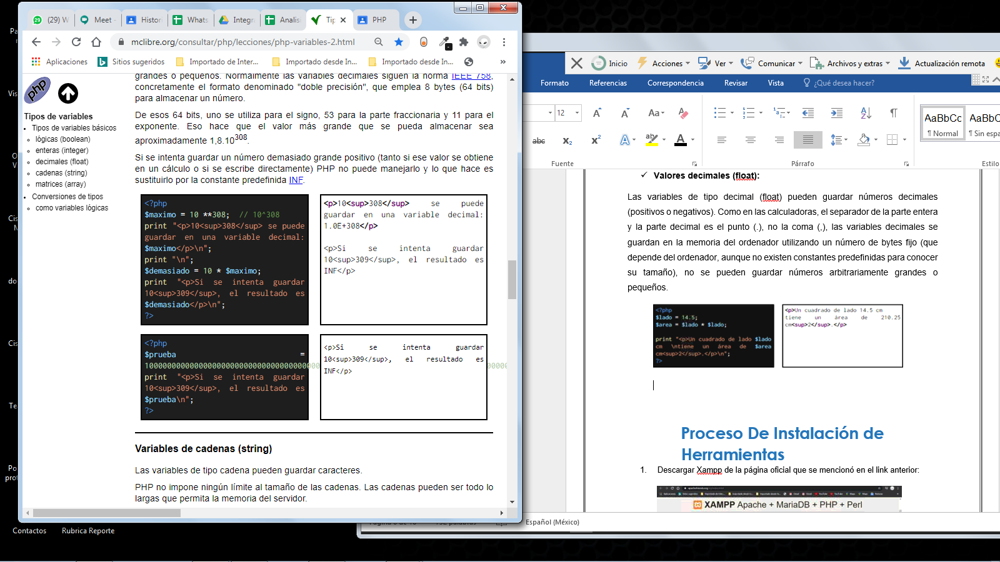 (29) W
Meet -
Histori
Whats
Integra
Analisi
Tip
PHP
mclibre.org/consultar/php/lecciones/php-variables-2.html
Aplicaciones
Sitios sugeridos
Importado de Inter...
Importado desde In...
Importado desde In...
»
php
Tipos de variables
Tipos de variables básicos
lógicas (boolean)
enteras (integer)
decimales (float)
cadenas (string)
matrices (array)
Conversiones de tipos
como variables lógicas
grandes o pequeños. Normalmente las variables decimales siguen la norma IEEE 758,
concretamente el formato denominado "doble precisión", que emplea 8 bytes (64 bits)
para almacenar un número.
De esos 64 bits, uno se utiliza para el signo, 53 para la parte fraccionaria y 11 para el
exponente. Eso hace que el valor más grande que se pueda almacenar sea
aproximadamente 1,8.10308.
Si se intenta guardar un número demasiado grande positivo (tanto si ese valor se obtiene
en un cálculo o si se escribe directamente) PHP no puede manejarlo y lo que hace es
sustituirlo por la constante predefinida INF.
<?php
$maximo = 10 **308;  // 10^308
print "<p>10<sup>308</sup> se puede
guardar en una variable decimal:
$maximo</p>\n";
print "\n";
$demasiado = 10 * $maximo;
print "<p>Si se intenta guardar
10<sup>309</sup>, el resultado es
$demasiado</p>\n";
?>
<p>10<sup>308</sup> se puede
guardar en una variable decimal:
1.0E+308</p>
<p>Si se intenta guardar
10<sup>309</sup>, el resultado es
INF</p>
<?php
$prueba =
print "<p>Si se intenta guardar
10<sup>309</sup>, el resultado es
$prueba\n";
?>
<p>Si se intenta guardar
10<sup>309</sup>, el resultado es
INF</p>
Variables de cadenas (string)
Las variables de tipo cadena pueden guardar caracteres.
PHP no impone ningún límite al tamaño de las cadenas. Las cadenas pueden ser todo lo
largas que permita la memoria del servidor.
Inicio
Acciones
Ver
Comunicar
Archivos y extras
Actualización remota
Formato
Referencias
Correspondencia
Revisar
Vista
¿Qué desea hacer?
12
AaBbCc
AaBbCc
¶ Normal
¶ Sin espa
Fuente
Párrafo
Estilo
Valores decimales (float):
Las variables de tipo decimal (float) pueden guardar números decimales
(positivos o negativos). Como en las calculadoras, el separador de la parte entera
y la parte decimal es el punto (.), no la coma (,), las variables decimales se
guardan en la memoria del ordenador utilizando un número de bytes fijo (que
depende del ordenador, aunque no existen constantes predefinidas para conocer
su tamaño), no se pueden guardar números arbitrariamente grandes o
pequeños.
<?php
$lado = 14.5;
$area = $lado * $lado;
print "<p>Un cuadrado de lado $lado
cm \ntiene un área de $area
cm<sup>2</sup>.</p>\n";
?>
<p>Un cuadrado de lado 14.5 cm
tiene un área de 210.25
cm<sup>2</sup>.</p>
Proceso De Instalación de
Herramientas
1. Descargar Xampp de la página oficial que se mencionó en el link anterior:
XAMPP Apache + MariaDB + PHP + Perl
Español (México)
Contactos
Rubrica Reporte